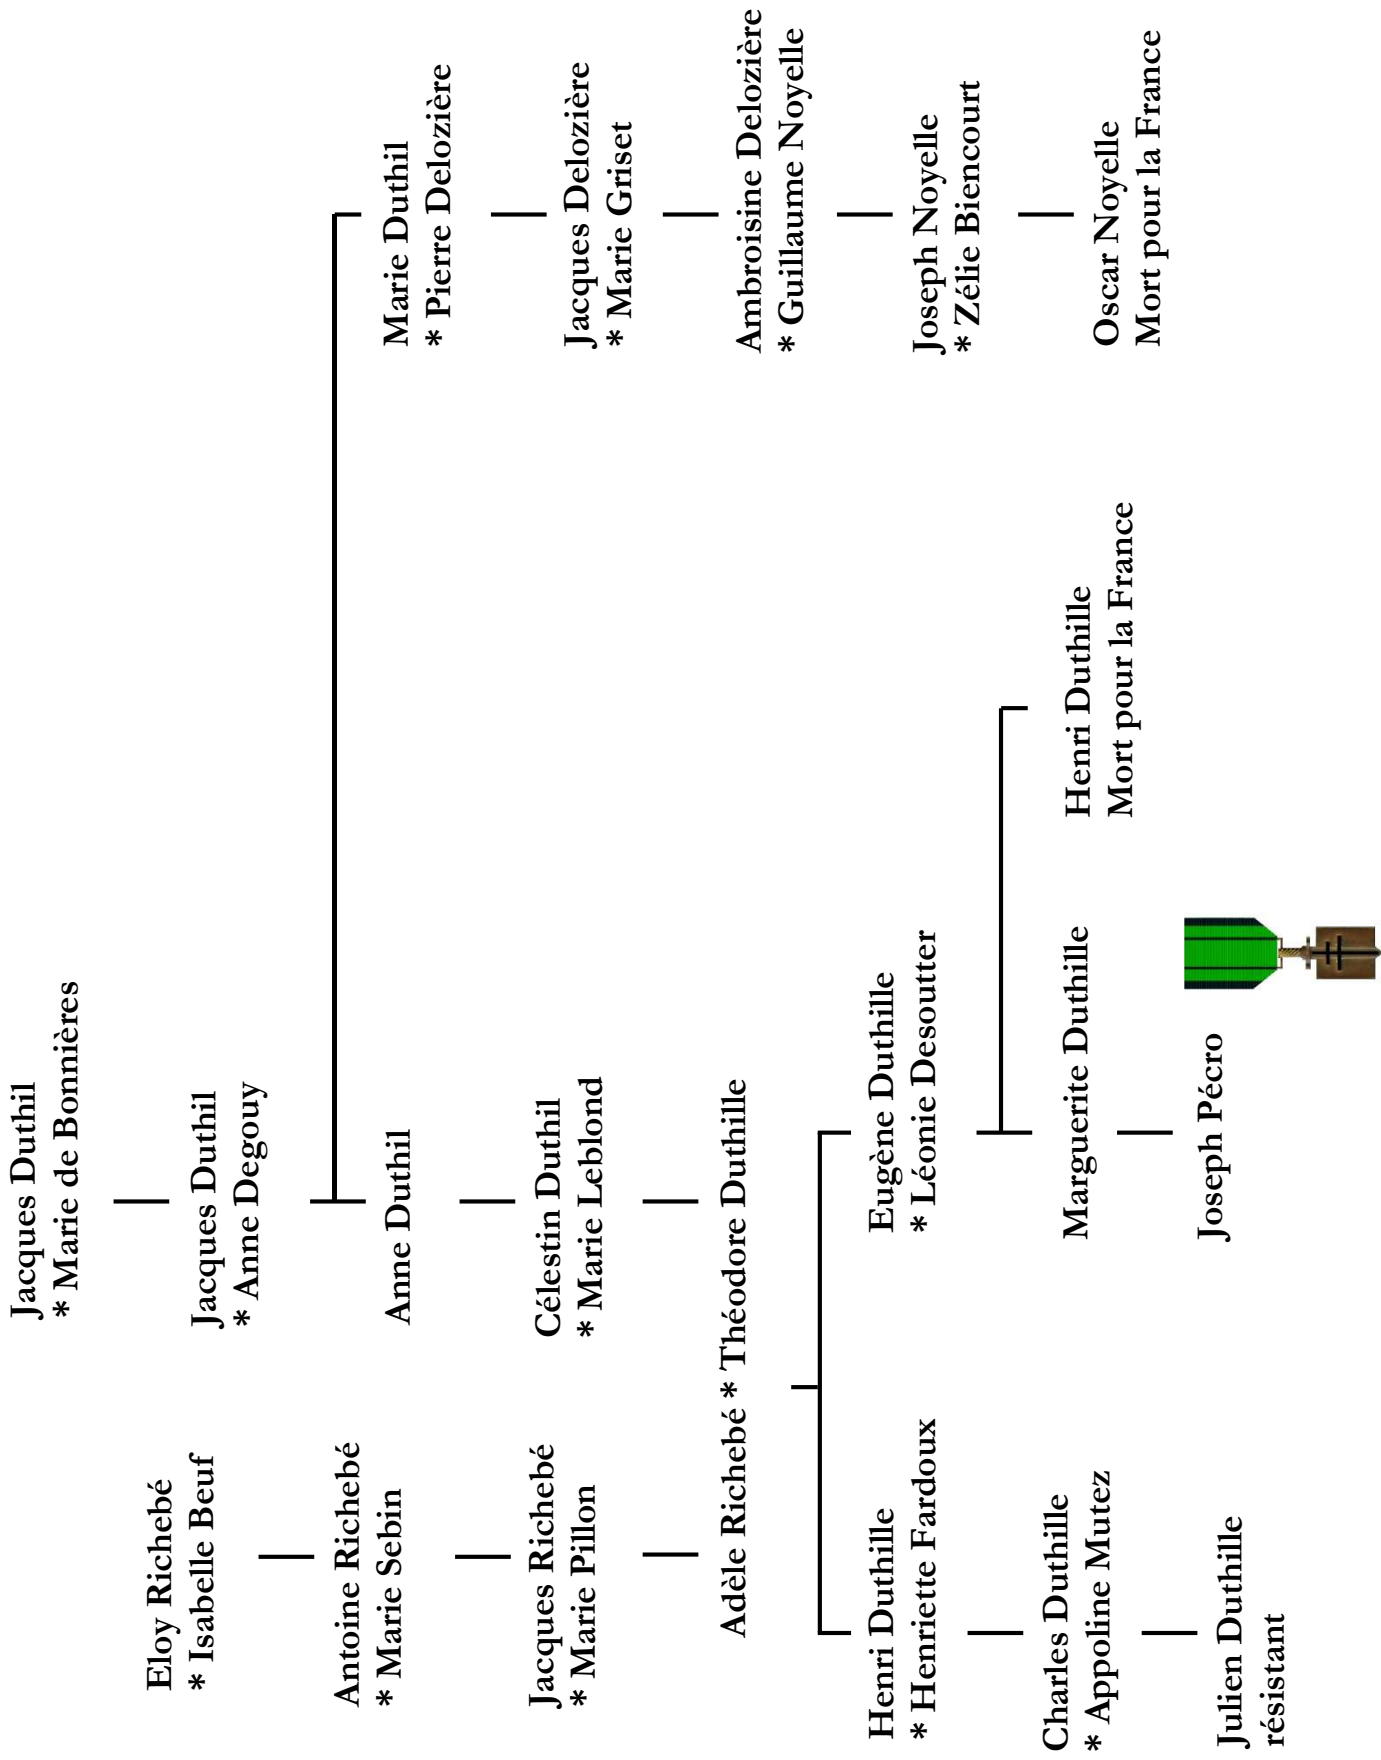 Jacques Duthil
* Marie de Bonnières
Jacques Duthil
* Anne Degouy
Eloy Richebé
* Isabelle Beuf
Antoine Richebé
* Marie Sebin
Anne Duthil
Marie Duthil
* Pierre Delozière
Jacques Richebé
* Marie Pillon
Célestin Duthil
* Marie Leblond
Jacques Delozière
* Marie Griset
Adèle Richebé * Théodore Duthille
Ambroisine Delozière
* Guillaume Noyelle
Henri Duthille
* Henriette Fardoux
Eugène Duthille
* Léonie Desoutter
Joseph Noyelle
* Zélie Biencourt
Charles Duthille
* Appoline Mutez
Marguerite Duthille
Henri Duthille
Mort pour la France
Oscar Noyelle
Mort pour la France
Julien Duthille
résistant
Joseph Pécro